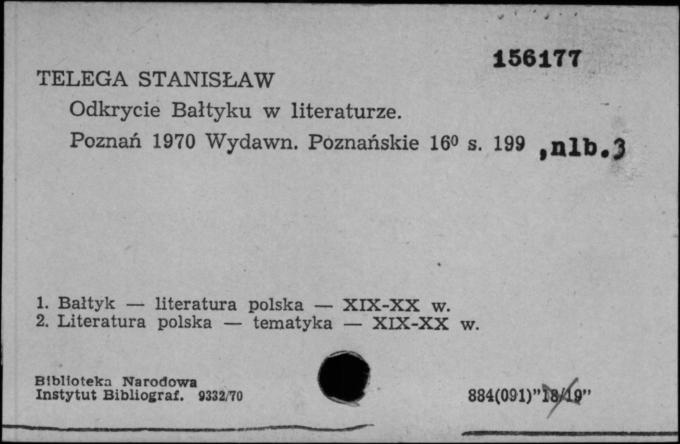 156177
TELEGA STANISŁAW
Odkrycie Bałtyku w literaturze.
Poznań 1970 Wydawn. Poznańskie 16⁰ s. 199 ,nlb.3
1. Bałtyk — literatura polska — XIX-XX w.
2. Literatura polska — tematyka — XIX-XX w.
Biblioteka Narodowa
Instytut Bibliograf. 9332/70
884(091)"18/19"